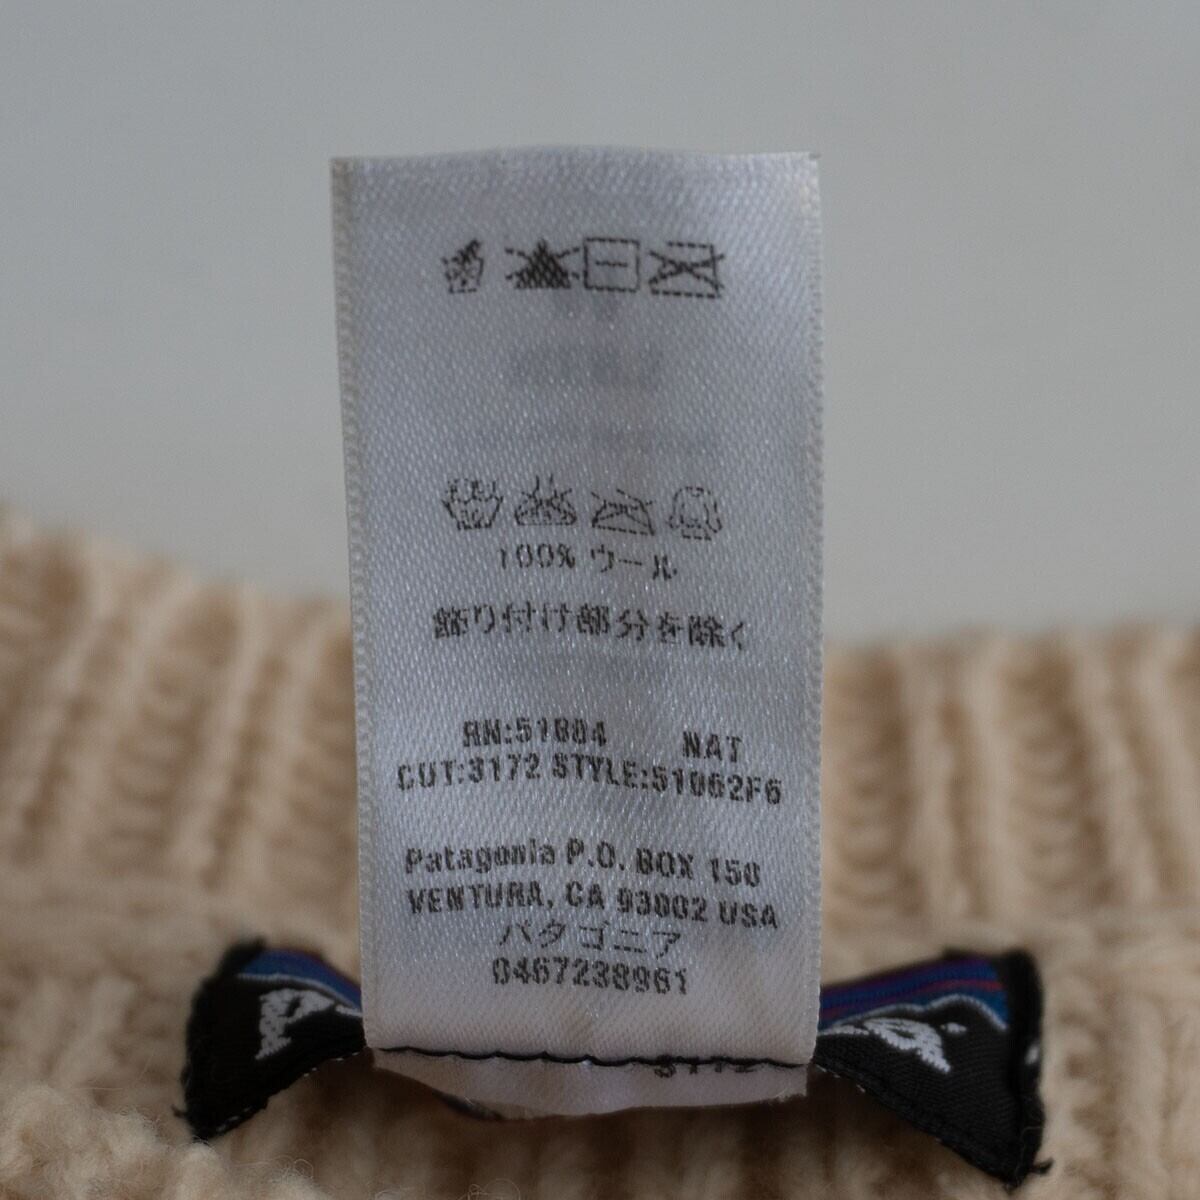 100% ウール
飾り付け部分を除く
RN:51884 NAT
CUT:3172 STYLE:51062F6
Patagonia P.O. BOX 150
VENTURA, CA 93002 USA
パタゴニア
0467238961
3172